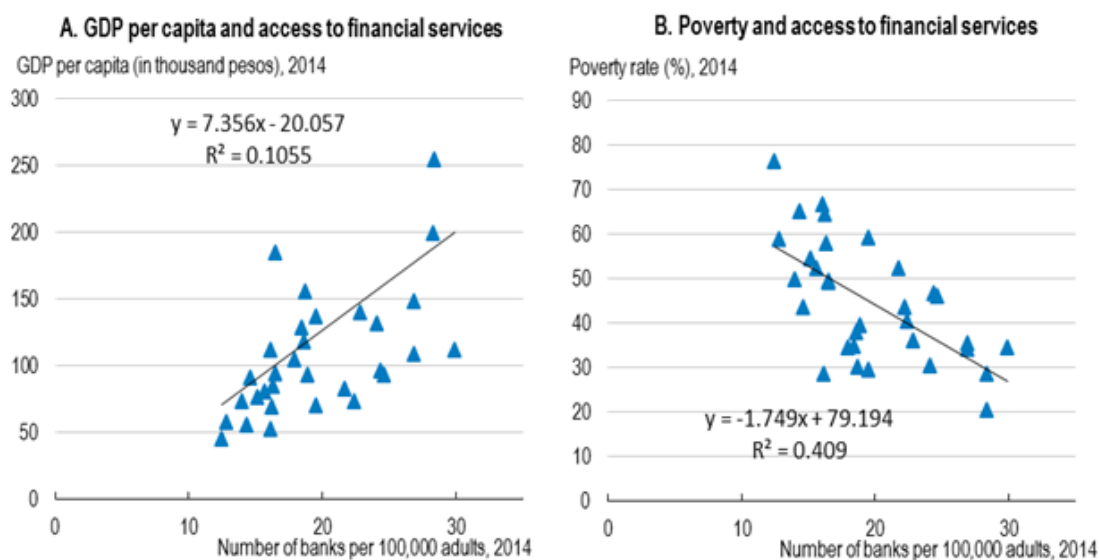 A. GDP per capita and access to financial services
GDP per capita (in thousand pesos), 2014
300
250
200
150
100
50
0
y = 7.356x - 20.057
R² = 0.1055
0
10
20
30
Number of banks per 100,000 adults, 2014
B. Poverty and access to financial services
Poverty rate (%), 2014
90
80
70
60
50
40
30
20
10
0
y = -1.749x + 79.194
R² = 0.409
0
10
20
30
Number of banks per 100,000 adults, 2014